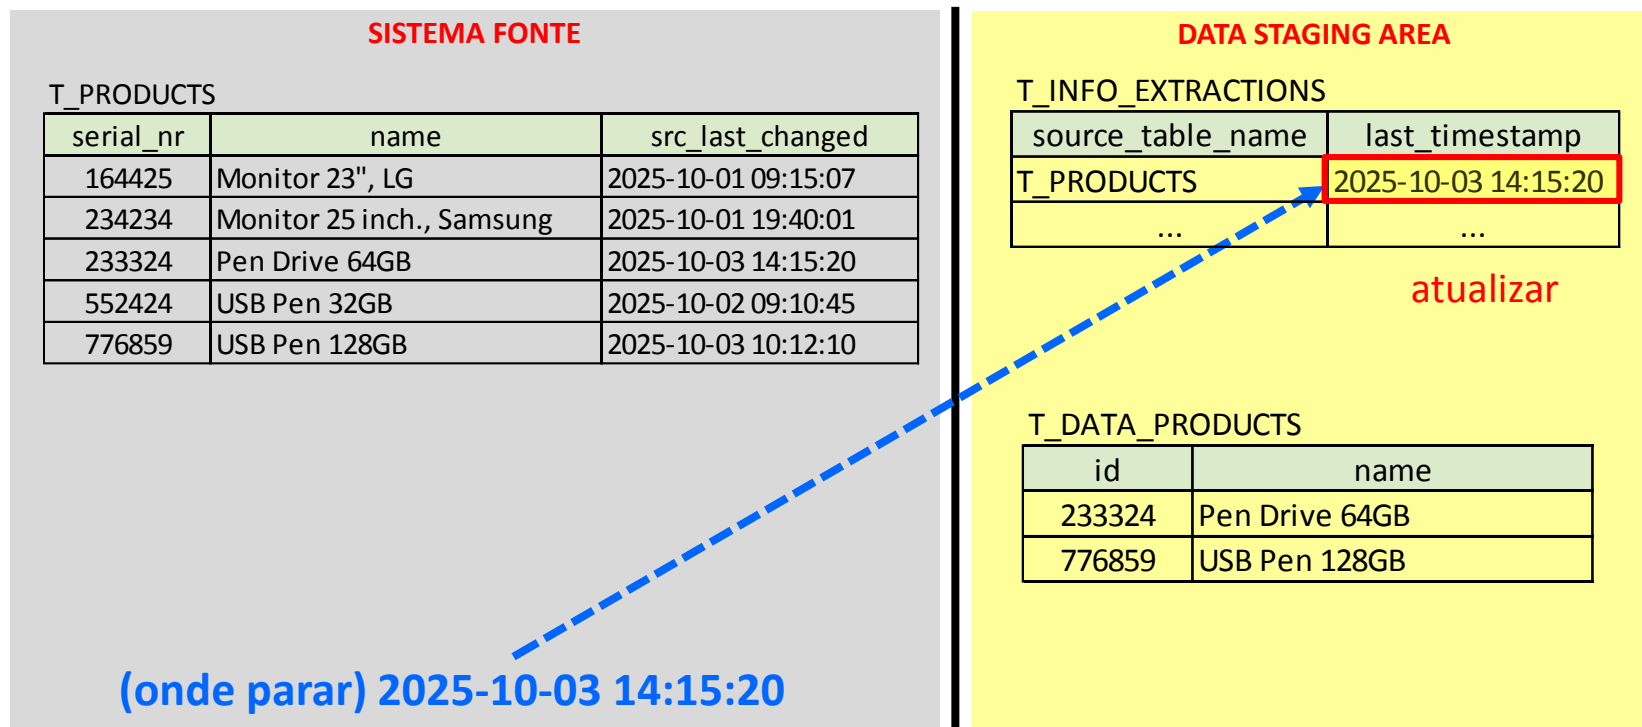 SISTEMA FONTE
T_PRODUCTS
serial_nr name src_last_changed
164425 Monitor 23", LG 2025-10-01 09:15:07
234234 Monitor 25 inch., Samsung 2025-10-01 19:40:01
233324 Pen Drive 64GB 2025-10-03 14:15:20
552424 USB Pen 32GB 2025-10-02 09:10:45
776859 USB Pen 128GB 2025-10-03 10:12:10
(onde parar) 2025-10-03 14:15:20
DATA STAGING AREA
T_INFO_EXTRACTIONS
source_table_name last_timestamp
T_PRODUCTS 2025-10-03 14:15:20
... ...
atualizar
T_DATA_PRODUCTS
id name
233324 Pen Drive 64GB
776859 USB Pen 128GB